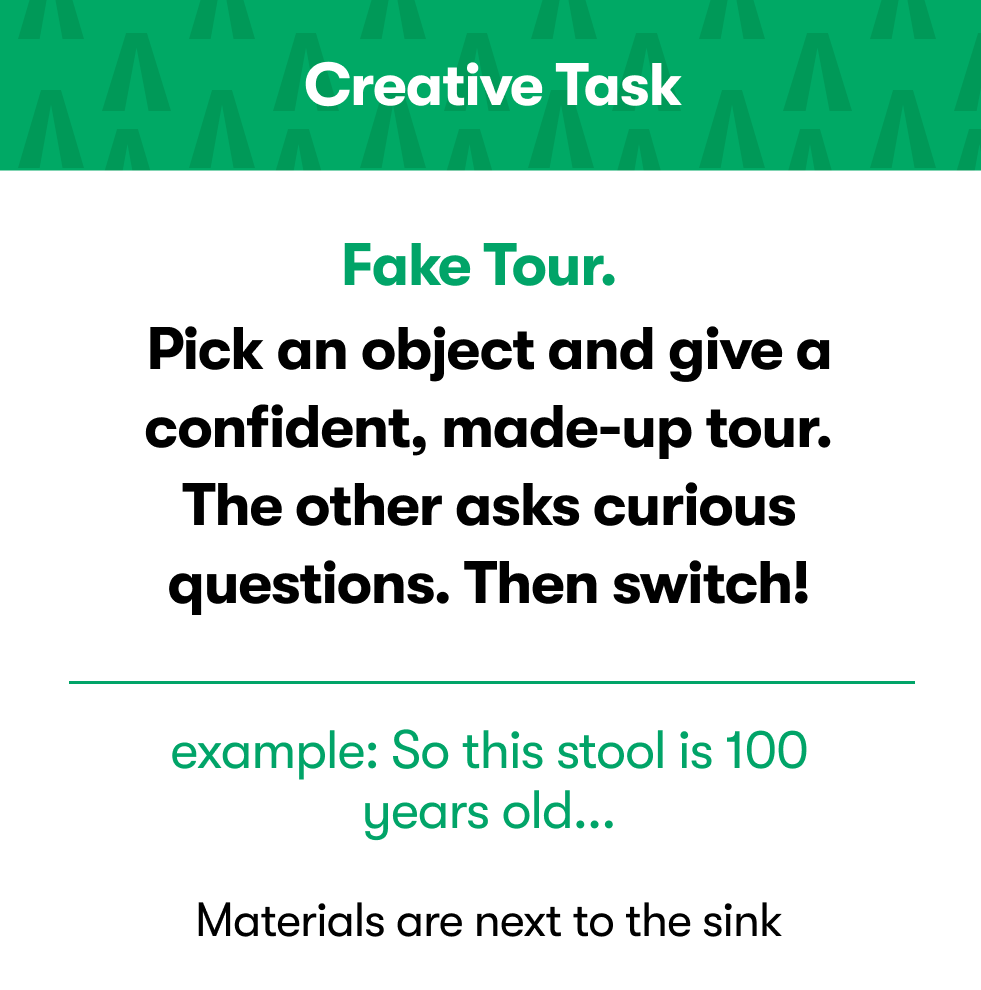 Creative Task
Fake Tour.
Pick an object and give a
confident, made-up tour.
The other asks curious
questions. Then switch!
example: So this stool is 100
years old...
Materials are next to the sink